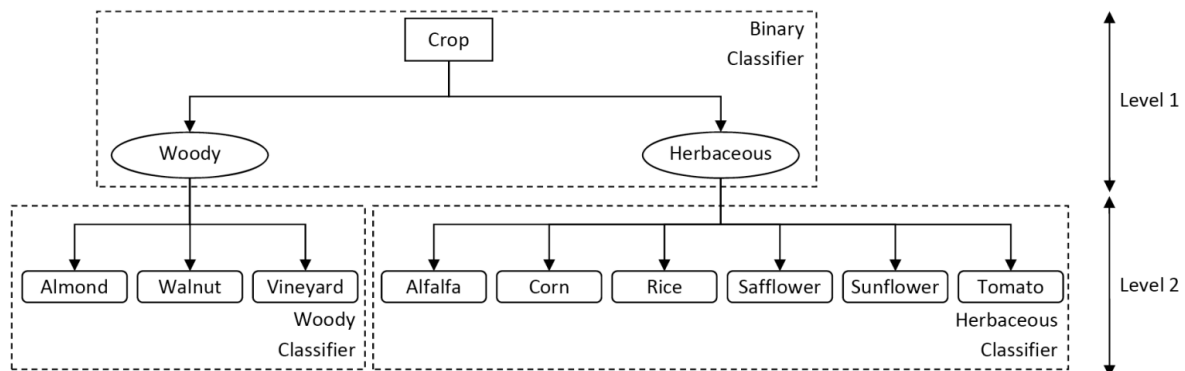 Crop
Binary
Classifier
Level 1
Woody
Herbaceous
Almond
Walnut
Vineyard
Woody
Classifier
Alfalfa
Corn
Rice
Safflower
Sunflower
Tomato
Herbaceous
Classifier
Level 2